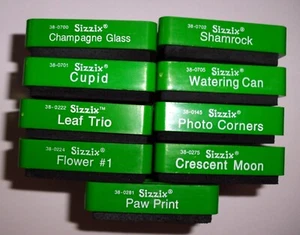 38-0700 Sizzix®
Champagne Glass
38-0702 Sizzix®
Shamrock
38-0701 Sizzix®
Cupid
38-0705 Sizzix®
Watering Can
38-0222 Sizzix™
Leaf Trio
38-0145 Sizzix®
Photo Corners
38-0224 Sizzix®
Flower #1
38-0275 Sizzix®
Crescent Moon
38-0281 Sizzix®
Paw Print